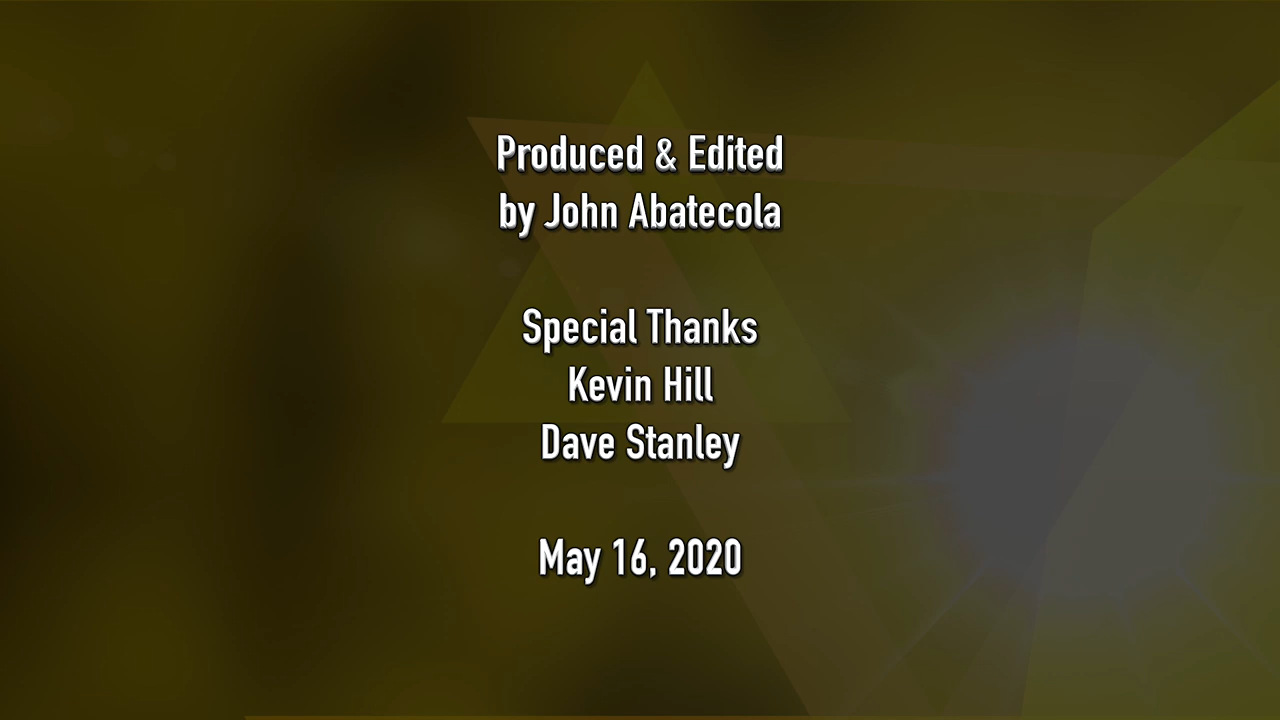 Produced & Edited
by John Abatecola
Special Thanks
Kevin Hill
Dave Stanley
May 16, 2020